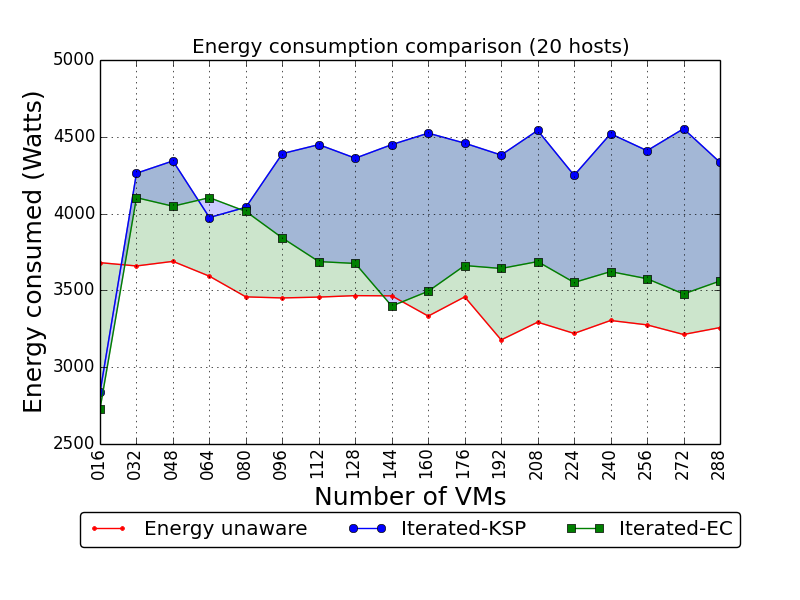 Energy consumption comparison (20 hosts)
Energy consumed (Watts)
5000
4500
4000
3500
3000
2500
016 032 048 064 080 096 112 128 144 160 176 192 208 224 240 256 272 288
Number of VMs
Energy unaware Iterated-KSP Iterated-EC